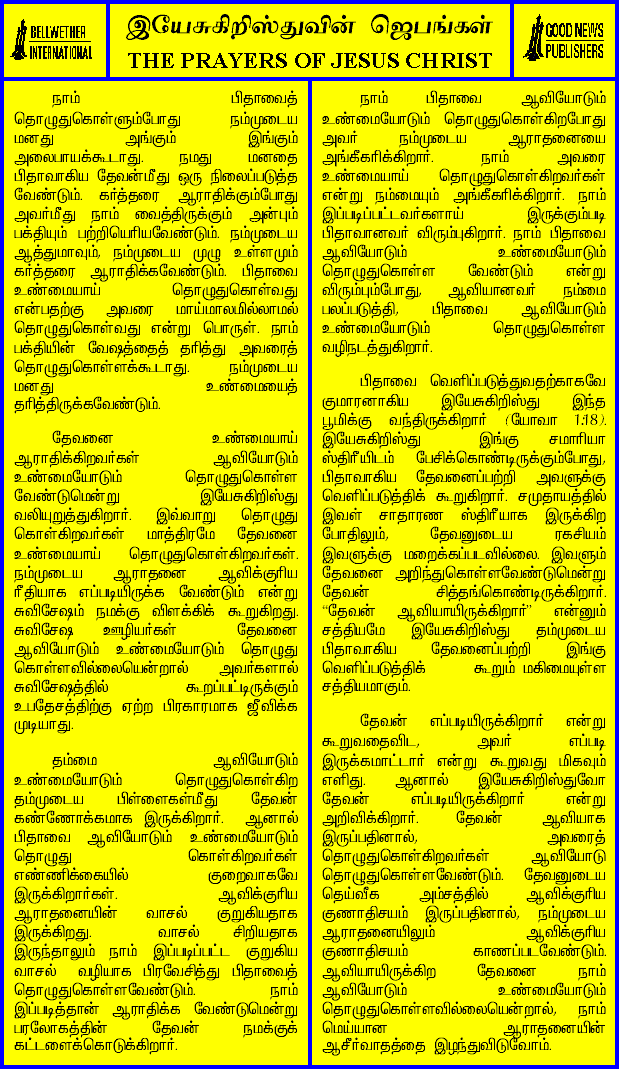 BELLWETHER
INTERNATIONAL
இயேசுகிறிஸ்துவின் ஜெபங்கள்
THE PRAYERS OF JESUS CHRIST
GOOD NEWS
PUBLISHERS
நாம் பிதாவைத்
தொழுதுகொள்ளும்போது நம்முடைய
மனது அங்கும் இங்கும்
அலைபாயக்கூடாது. நமது மனதை
பிதாவாகிய தேவன்மீது ஒரு நிலைப்படுத்த
வேண்டும். கர்த்தரை ஆராதிக்கும்போது
அவர்மீது நாம் வைத்திருக்கும் அன்பும்
பக்தியும் பற்றியெரியவேண்டும். நம்முடைய
ஆத்துமாவும், நம்முடைய முழு உள்ளமும்
கர்த்தரை ஆராதிக்கவேண்டும். பிதாவை
உண்மையாய் தொழுதுகொள்வது
என்பதற்கு அவரை மாய்மாலமில்லாமல்
தொழுதுகொள்வது என்று பொருள். நாம்
பக்தியின் வேஷத்தைத் தரித்து அவரைத்
தொழுதுகொள்ளக்கூடாது. நம்முடைய
மனது உண்மையைத்
தரித்திருக்கவேண்டும்.
தேவனை உண்மையாய்
ஆராதிக்கிறவர்கள் ஆவியோடும்
உண்மையோடும் தொழுதுகொள்ள
வேண்டுமென்று இயேசுகிறிஸ்து
வலியுறுத்துகிறார். இவ்வாறு தொழுது
கொள்கிறவர்கள் மாத்திரமே தேவனை
உண்மையாய் தொழுதுகொள்கிறவர்கள்.
நம்முடைய ஆராதனை ஆவிக்குரிய
ரீதியாக எப்படியிருக்க வேண்டும் என்று
சுவிசேஷம் நமக்கு விளக்கிக் கூறுகிறது.
சுவிசேஷ ஊழியர்கள் தேவனை
ஆவியோடும் உண்மையோடும் தொழுது
கொள்ளவில்லையென்றால் அவர்களால்
சுவிசேஷத்தில் கூறப்பட்டிருக்கும்
உபதேசத்திற்கு ஏற்ற பிரகாரமாக ஜீவிக்க
முடியாது.
தம்மை ஆவியோடும்
உண்மையோடும் தொழுதுகொள்கிற
தம்முடைய பிள்ளைகள்மீது தேவன்
கண்ணோக்கமாக இருக்கிறார். ஆனால்
பிதாவை ஆவியோடும் உண்மையோடும்
தொழுது கொள்கிறவர்கள்
எண்ணிக்கையில் குறைவாகவே
இருக்கிறார்கள். ஆவிக்குரிய
ஆராதனையின் வாசல் குறுகியதாக
இருக்கிறது. வாசல் சிறியதாக
இருந்தாலும் நாம் இப்படிப்பட்ட குறுகிய
வாசல் வழியாக பிரவேசித்து பிதாவைத்
தொழுதுகொள்ளவேண்டும். நாம்
இப்படித்தான் ஆராதிக்க வேண்டுமென்று
பரலோகத்தின் தேவன் நமக்குக்
கட்டளைக்கொடுக்கிறார்.
நாம் பிதாவை ஆவியோடும்
உண்மையோடும் தொழுதுகொள்கிறபோது
அவர் நம்முடைய ஆராதனையை
அங்கீகரிக்கிறார். நாம் அவரை
உண்மையாய் தொழுதுகொள்கிறவர்கள்
என்று நம்மையும் அங்கீகரிக்கிறார். நாம்
இப்படிப்பட்டவர்களாய் இருக்கும்படி
பிதாவானவர் விரும்புகிறார். நாம் பிதாவை
ஆவியோடும் உண்மையோடும்
தொழுதுகொள்ள வேண்டும் என்று
விரும்பும்போது, ஆவியானவர் நம்மை
பலப்படுத்தி, பிதாவை ஆவியோடும்
உண்மையோடும் தொழுதுகொள்ள
வழிநடத்துகிறார்.
பிதாவை வெளிப்படுத்துவதற்காகவே
குமாரனாகிய இயேசுகிறிஸ்து இந்த
பூமிக்கு வந்திருக்கிறார் (யோவா 1:18).
இயேசுகிறிஸ்து இங்கு சமாரியா
ஸ்திரீயிடம் பேசிக்கொண்டிருக்கும்போது,
பிதாவாகிய தேவனைப்பற்றி அவளுக்கு
வெளிப்படுத்திக் கூறுகிறார். சமுதாயத்தில்
இவள் சாதாரண ஸ்திரீயாக இருக்கிற
போதிலும், தேவனுடைய ரகசியம்
இவளுக்கு மறைக்கப்படவில்லை. இவளும்
தேவனை அறிந்துகொள்ளவேண்டுமென்று
தேவன் சித்தங்கொண்டிருக்கிறார்.
“தேவன் ஆவியாயிருக்கிறார்” என்னும்
சத்தியமே இயேசுகிறிஸ்து தம்முடைய
பிதாவாகிய தேவனைப்பற்றி இங்கு
வெளிப்படுத்திக் கூறும் மகிமையுள்ள
சத்தியமாகும்.
தேவன் எப்படியிருக்கிறார் என்று
கூறுவதைவிட, அவர் எப்படி
இருக்கமாட்டார் என்று கூறுவது மிகவும்
எளிது. ஆனால் இயேசுகிறிஸ்துவோ
தேவன் எப்படியிருக்கிறார் என்று
அறிவிக்கிறார். தேவன் ஆவியாக
இருப்பதினால், அவரைத்
தொழுதுகொள்கிறவர்கள் ஆவியோடு
தொழுதுகொள்ளவேண்டும். தேவனுடைய
தெய்வீக அம்சத்தில் ஆவிக்குரிய
குணாதிசயம் இருப்பதினால், நம்முடைய
ஆராதனையிலும் ஆவிக்குரிய
குணாதிசயம் காணப்படவேண்டும்.
ஆவியாயிருக்கிற தேவனை நாம்
ஆவியோடும் உண்மையோடும்
தொழுதுகொள்ளவில்லையென்றால், நாம்
மெய்யான ஆராதனையின்
ஆசீர்வாதத்தை இழந்துவிடுவோம்.